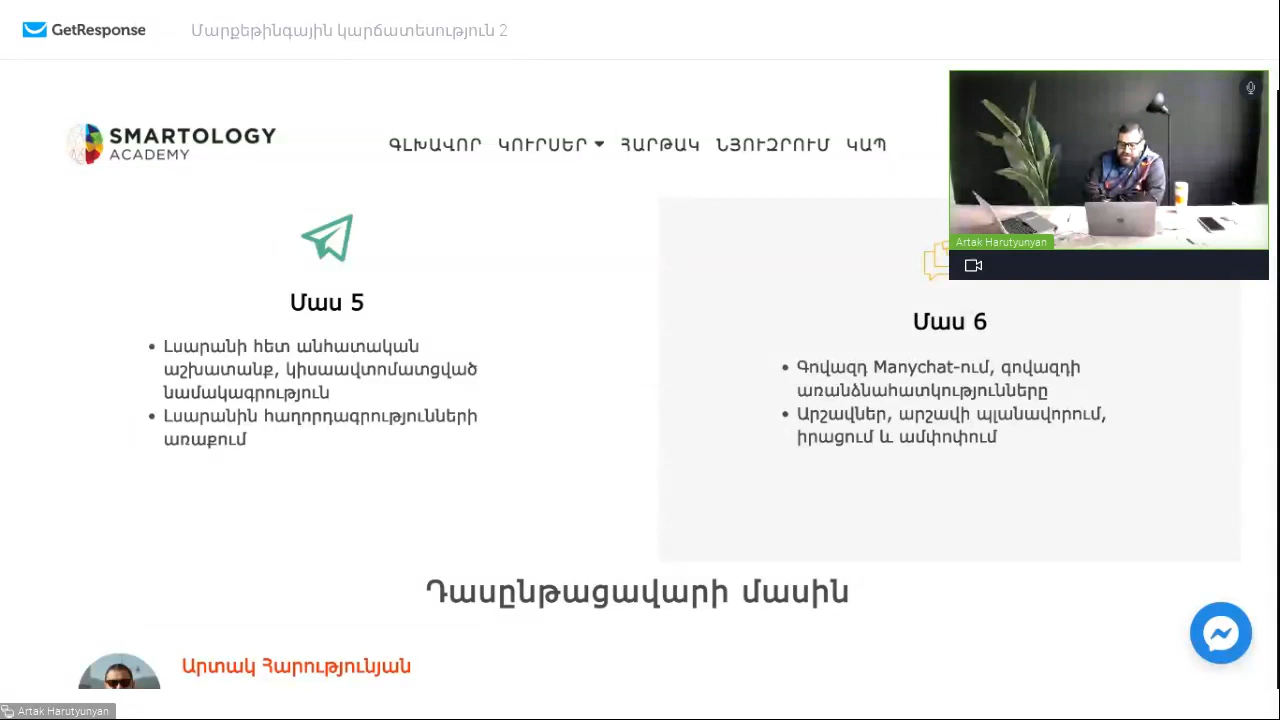 GetResponse
Մարքեթինգային կարճատեսություն 2
SMARTOLOGY
ACADEMY
ԳԼԽԱՎՈՐ ԿՈՒՐՍԵՐ ՀԱՐԹԱԿ ՆՅՈՒԶՐՈՒՄ ԿԱՊ
Artak Harutyunyan
Մաս 5
• Լսարանի հետ անհատական
աշխատանք, կիսաավտոմատցված
նամակագրություն
• Լսարանին հաղորդագրությունների
առաքում
Մաս 6
• Գովազդ Manychat-ում, գովազդի
առանձնահատկությունները
• Արշավներ, արշավի պլանավորում,
իրացում և ամփոփում
Դասընթացավարի մասին
Արտակ Հարությունյան
Artak Harutyunyan